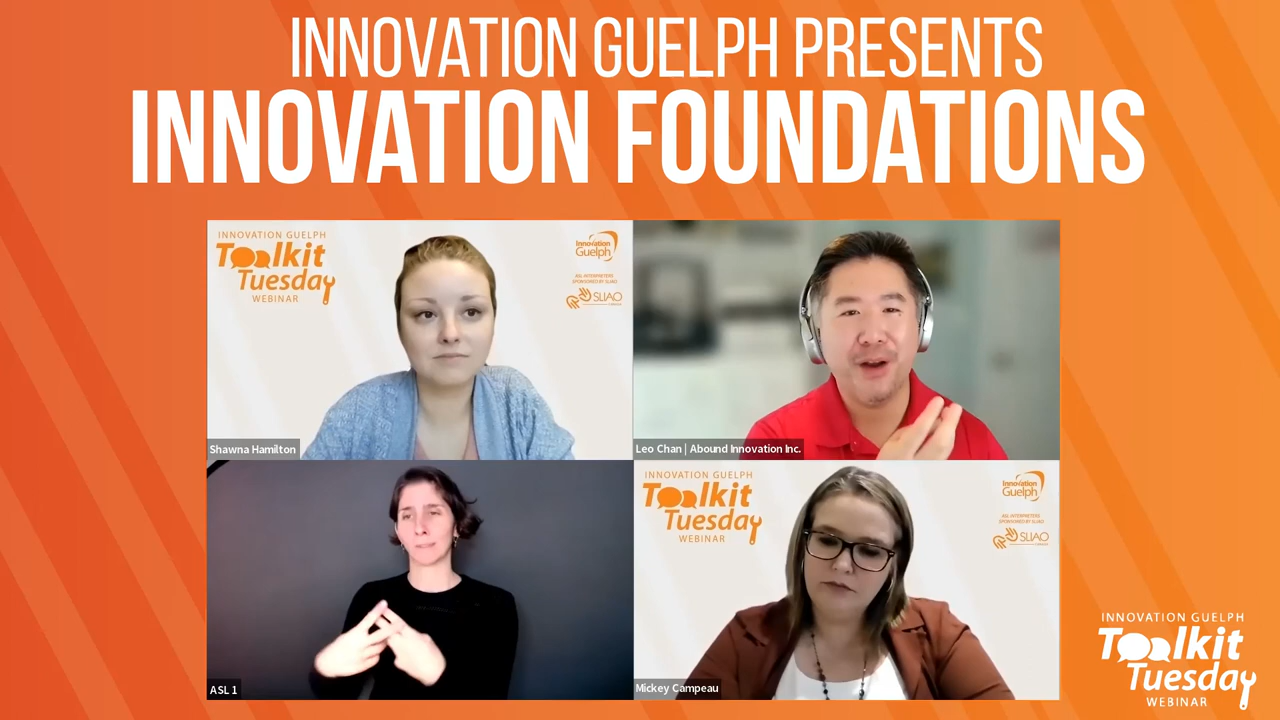 INNOVATION GUELPH PRESENTS
INNOVATION FOUNDATIONS
INNOVATION GUELPH
Toolkit
Tuesday
WEBINAR
Innovation
Guelph
ASL INTERPRETERS
SPONSORED BY SLIAO
SLIAO
Shawna Hamilton
Leo Chan | Abound Innovation Inc.
ASL 1
INNOVATION GUELPH
Toolkit
Tuesday
WEBINAR
Innovation
Guelph
ASL INTERPRETERS
SPONSORED BY SLIAO
SLIAO
Mickey Campeau
INNOVATION GUELPH
Toolkit
Tuesday
WEBINAR